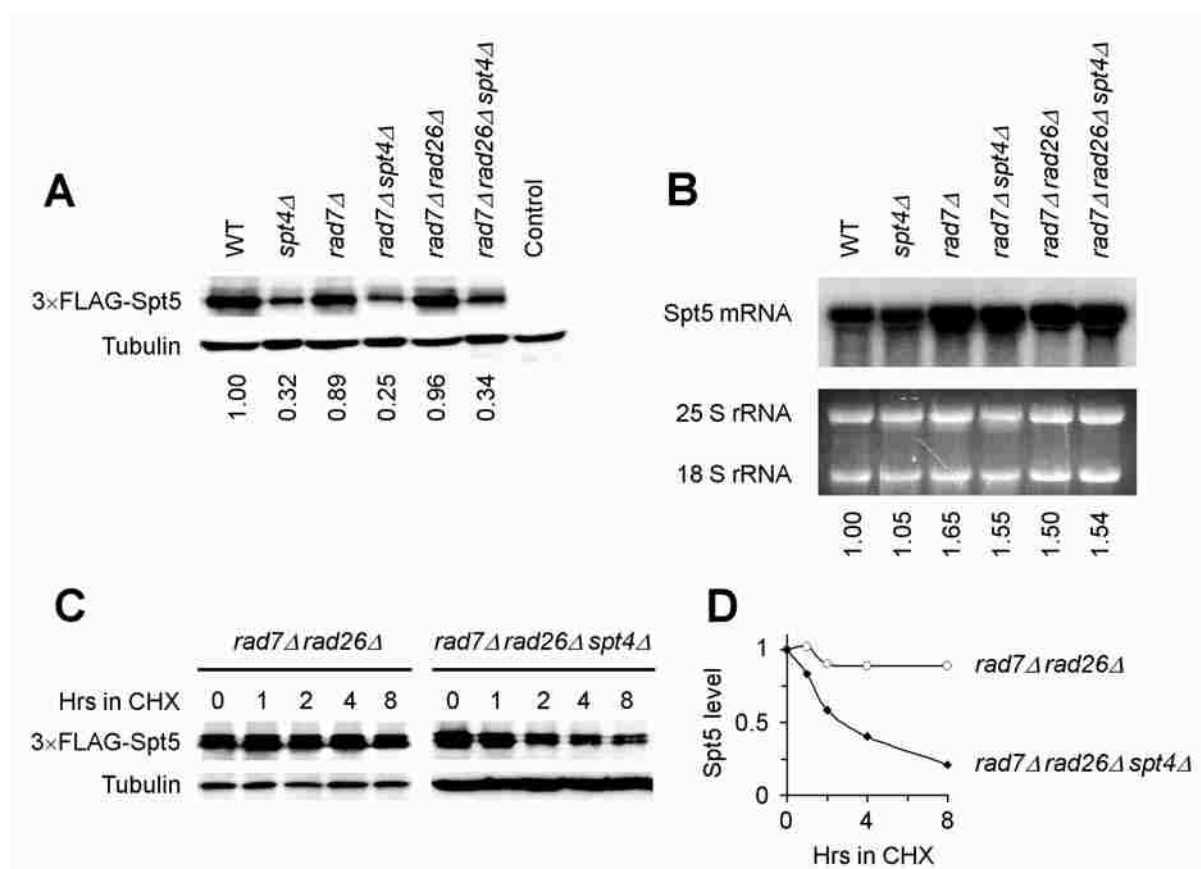 A
WT
spt4Δ
rad7Δ
rad7Δ spt4Δ
rad7Δ rad26Δ
rad7Δ rad26Δ spt4Δ
Control
3×FLAG-Spt5
Tubulin
1.00
0.32
0.89
0.25
0.96
0.34
B
WT
spt4Δ
rad7Δ
rad7Δ spt4Δ
rad7Δ rad26Δ
rad7Δ rad26Δ spt4Δ
Spt5 mRNA
25 S rRNA
18 S rRNA
1.00
1.05
1.65
1.55
1.50
1.54
C
rad7Δ rad26Δ rad7Δ rad26Δ spt4Δ
Hrs in CHX 0 1 2 4 8 0 1 2 4 8
3×FLAG-Spt5
Tubulin
D
Spt5 level
1
0.5
0
0 4 8
Hrs in CHX
rad7Δ rad26Δ
rad7Δ rad26Δ spt4Δ